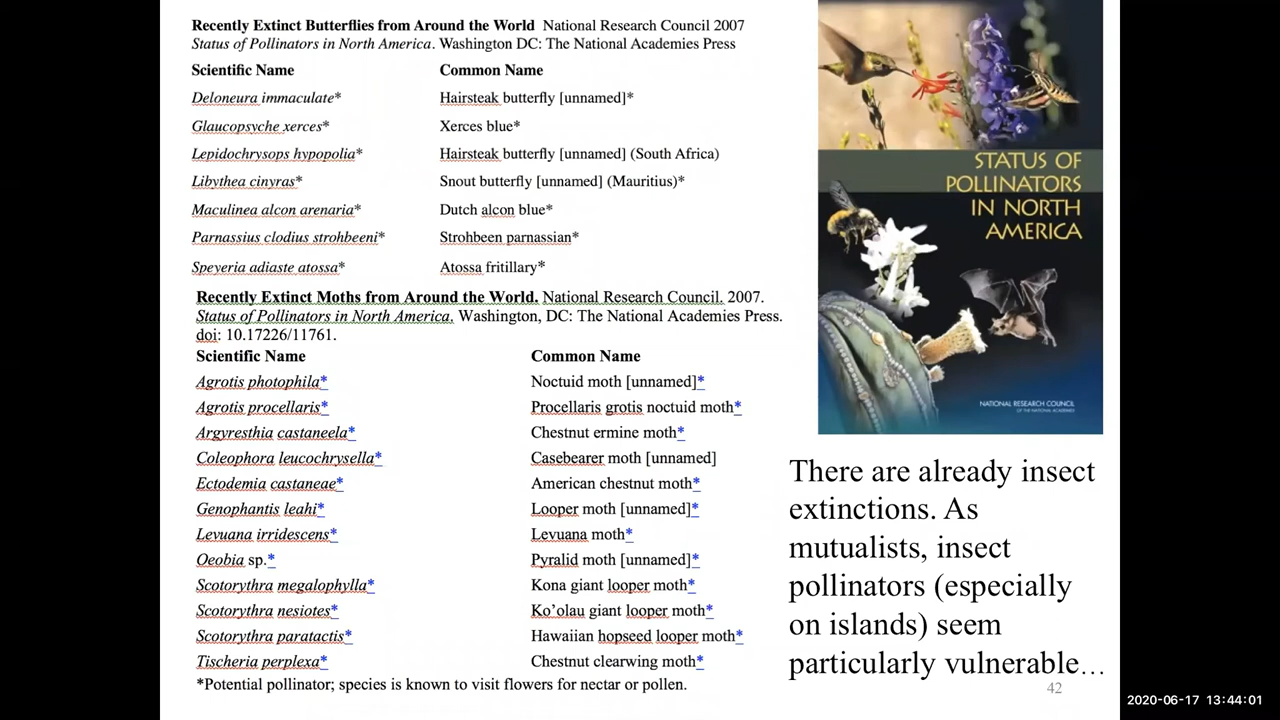 Recently Extinct Butterflies from Around the World National Research Council 2007
Status of Pollinators in North America. Washington DC: The National Academies Press
Scientific Name Common Name
Deloneura immaculate* Hairsteak butterfly [unnamed]*
Glaucopsyche xerces* Xerces blue*
Lepidochrysops hypopolia* Hairsteak butterfly [unnamed] (South Africa)
Libythea cinyras* Snout butterfly [unnamed] (Mauritius)*
Maculinea alcon arenaria* Dutch alcon blue*
Parnassius clodius strohbeeni* Strohbeen parnassian*
Speyeria adiaste atossa* Atossa fritillary*
Recently Extinct Moths from Around the World. National Research Council. 2007.
Status of Pollinators in North America. Washington, DC: The National Academies Press.
doi: 10.17226/11761.
Scientific Name Common Name
Agrotis photophila* Noctuid moth [unnamed]*
Agrotis procellaris* Procellaris grotis noctuid moth*
Argyresthia castaneela* Chestnut ermine moth*
Coleophora leucochrysella* Casebearer moth [unnamed]
Ectodemia castaneae* American chestnut moth*
Genophantis leahi* Looper moth [unnamed]*
Levuana irridescens* Levuana moth*
Oeobia sp.* Pyralid moth [unnamed]*
Scotorythra megalophylla* Kona giant looper moth*
Scotorythra nesiotes* Ko'olau giant looper moth*
Scotorythra paratactis* Hawaiian hopseed looper moth*
Tischeria perplexa* Chestnut clearwing moth*
*Potential pollinator; species is known to visit flowers for nectar or pollen.
STATUS OF
POLLINATORS
IN NORTH
AMERICA
NATIONAL RESEARCH COUNCIL
OF THE NATIONAL ACADEMIES
There are already insect
extinctions. As
mutualists, insect
pollinators (especially
on islands) seem
particularly vulnerable…
42
2020-06-17 13:44:01